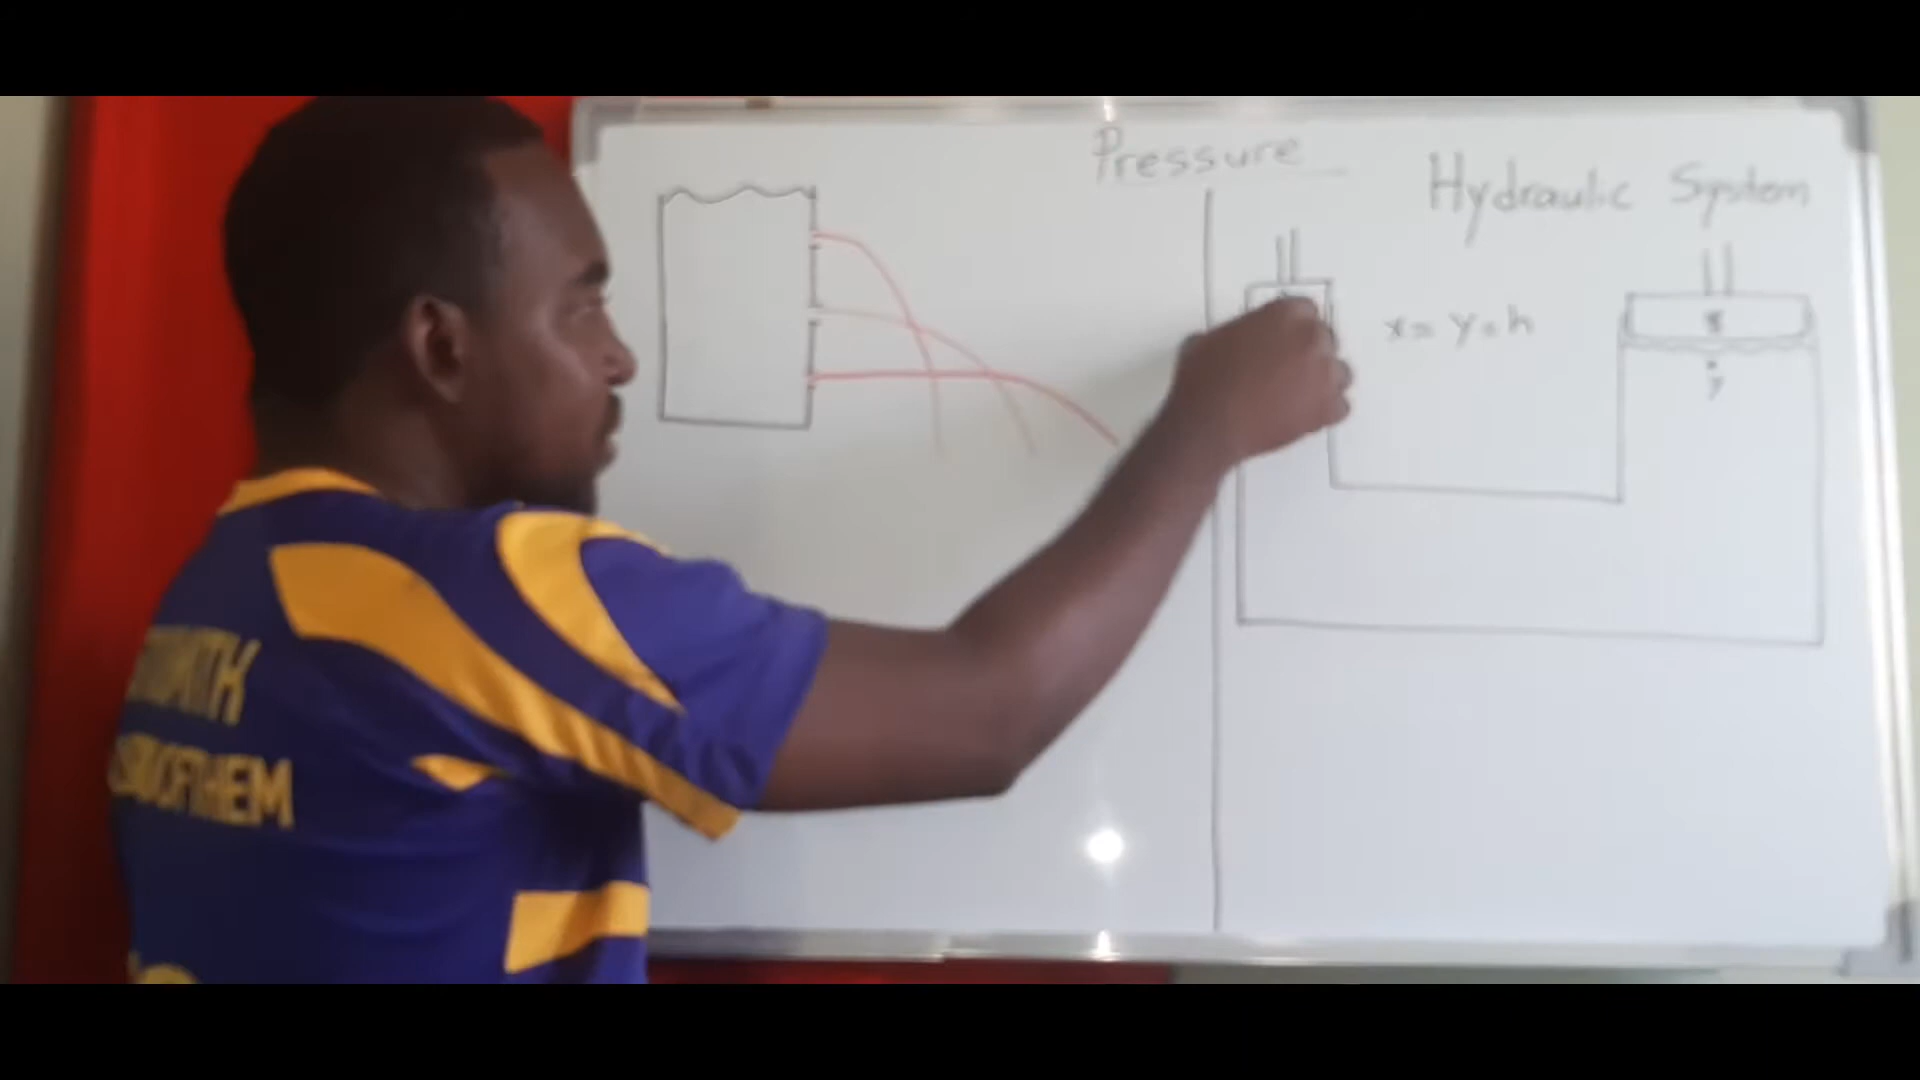 Pressure
Hydraulic System
x = y = h
y